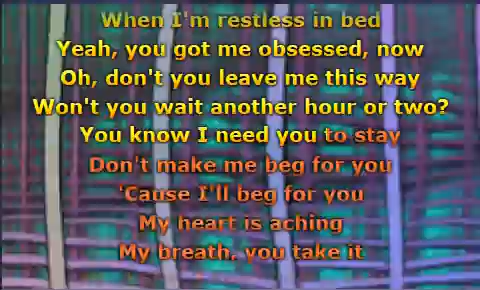 When I'm restless in bed
Yeah, you got me obsessed, now
Oh, don't you leave me this way
Won't you wait another hour or two?
You know I need you to stay
Don't make me beg for you
'Cause I'll beg for you
My heart is aching
My breath, you take it